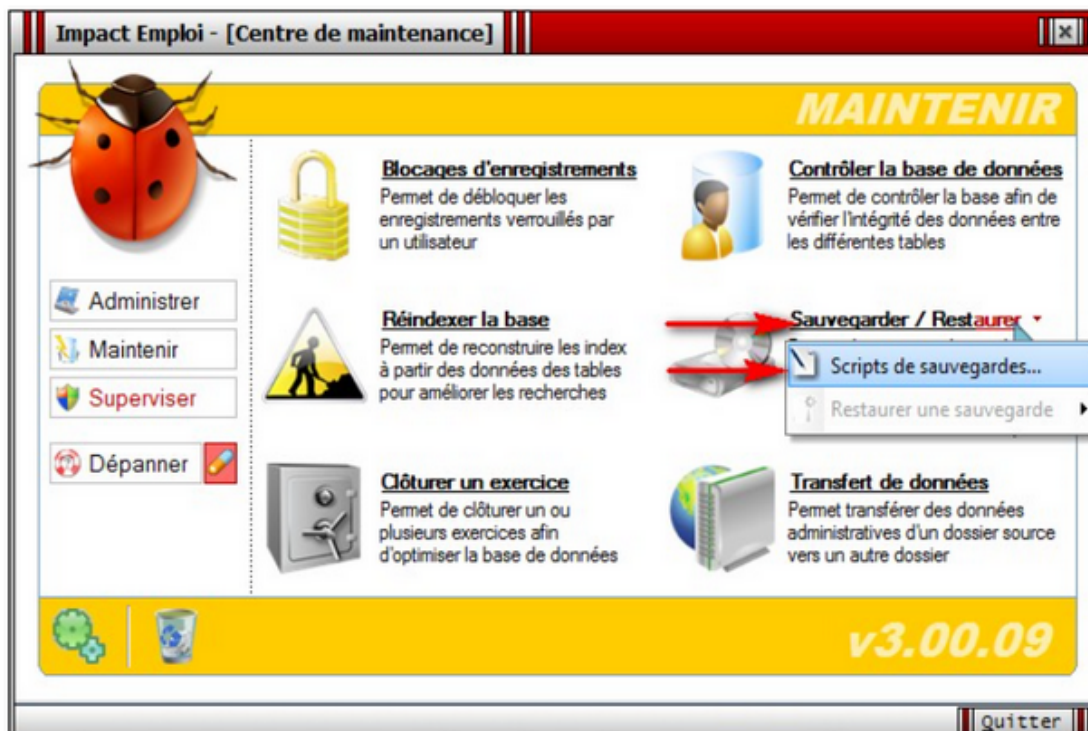 Impact Emploi - [Centre de maintenance]
MAINTENIR
Administrer
Maintenir
Superviser
Dépanner
Blocages d'enregistrements
Permet de débloquer les
enregistrements verrouillés par
un utilisateur
Contrôler la base de données
Permet de contrôler la base afin de
vérifier l'intégrité des données entre
les différentes tables
Réindexer la base
Permet de reconstruire les index
à partir des données des tables
pour améliorer les recherches
Sauvegarder / Restaurer
Scripts de sauvegardes...
Restaurer une sauvegarde
Clôturer un exercice
Permet de clôturer un ou
plusieurs exercices afin
d'optimiser la base de données
Transfert de données
Permet transférer des données
administratives d'un dossier source
vers un autre dossier
v3.00.09
Quitter